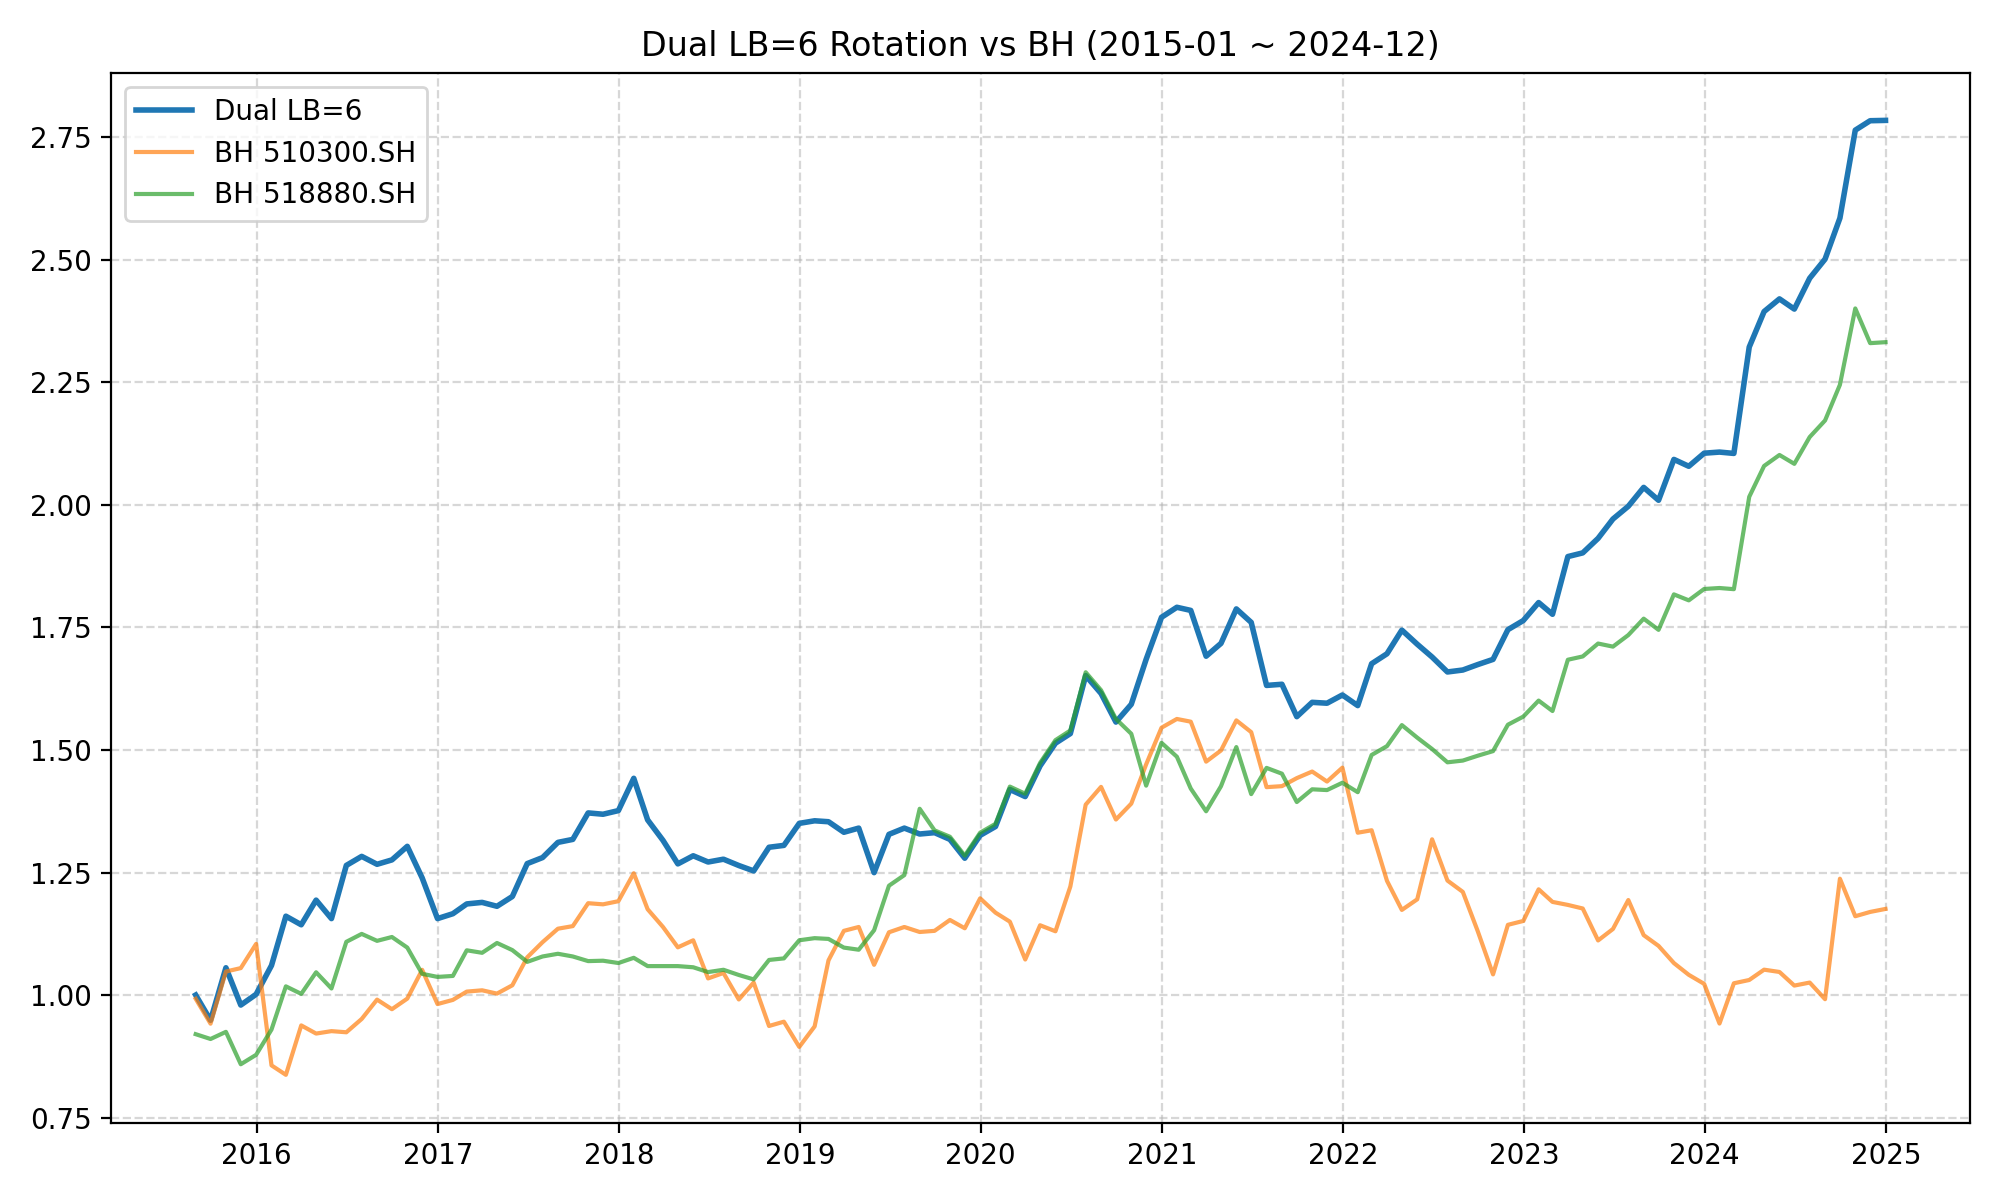 Dual LB=6 Rotation vs BH (2015-01 ~ 2024-12)
Dual LB=6
BH 510300.SH
BH 518880.SH
2.75
2.50
2.25
2.00
1.75
1.50
1.25
1.00
0.75
2016 2017 2018 2019 2020 2021 2022 2023 2024 2025